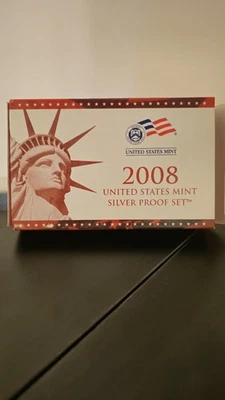 UNITED STATES MINT
2008
UNITED STATES MINT
SILVER PROOF SET™